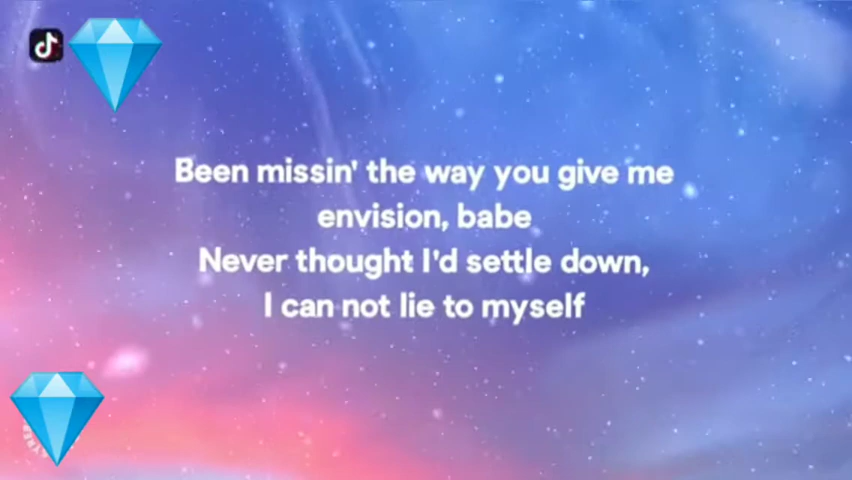 Been missin' the way you give me
envision, babe
Never thought I'd settle down,
I can not lie to myself